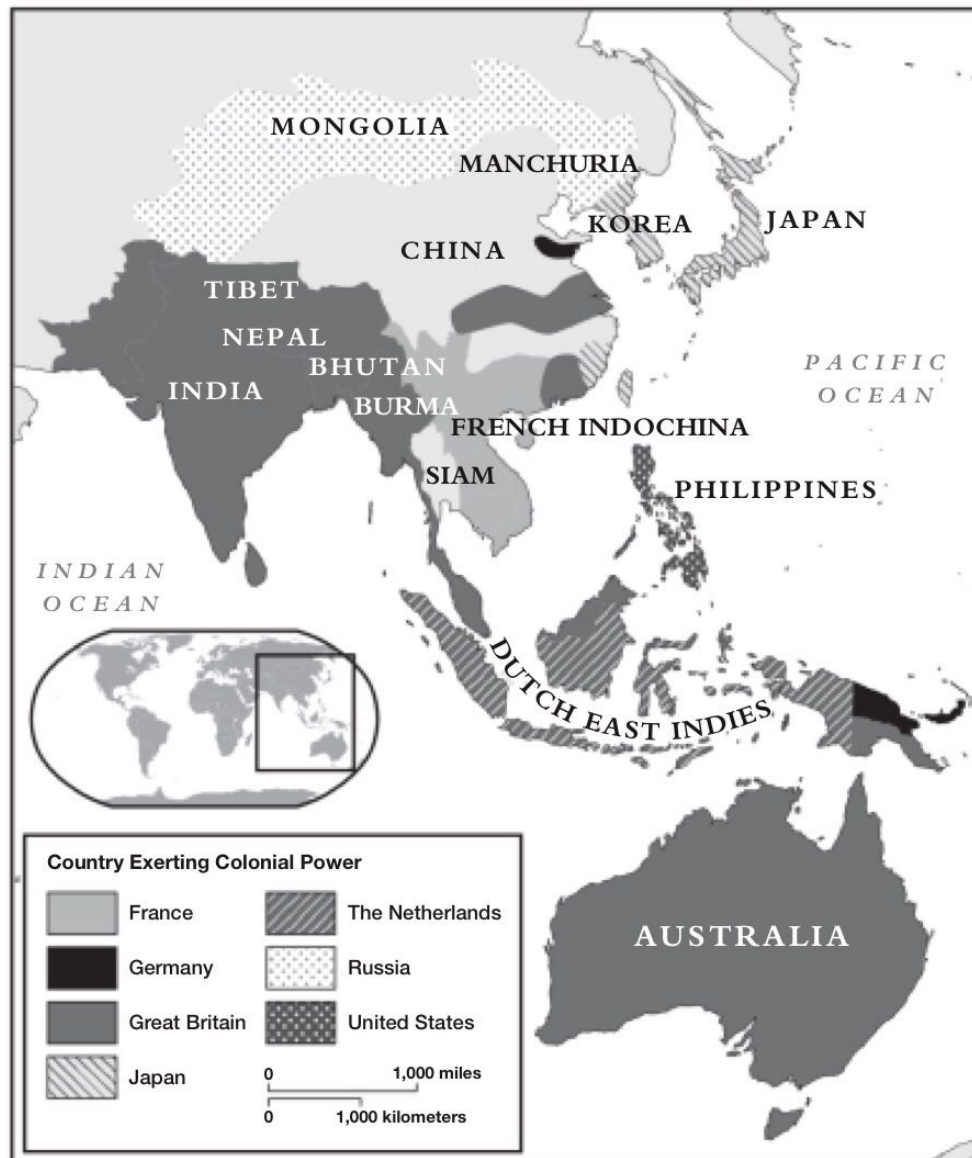 MONGOLIA
MANCHURIA
KOREA
JAPAN
CHINA
TIBET
NEPAL
BHUTAN
INDIA
BURMA
PACIFIC
OCEAN
FRENCH INDOCHINA
SIAM
PHILIPPINES
INDIAN
OCEAN
DUTCH EAST INDIES
AUSTRALIA
Country Exerting Colonial Power
France
Germany
Great Britain
Japan
The Netherlands
Russia
United States
0 1,000 miles
0 1,000 kilometers